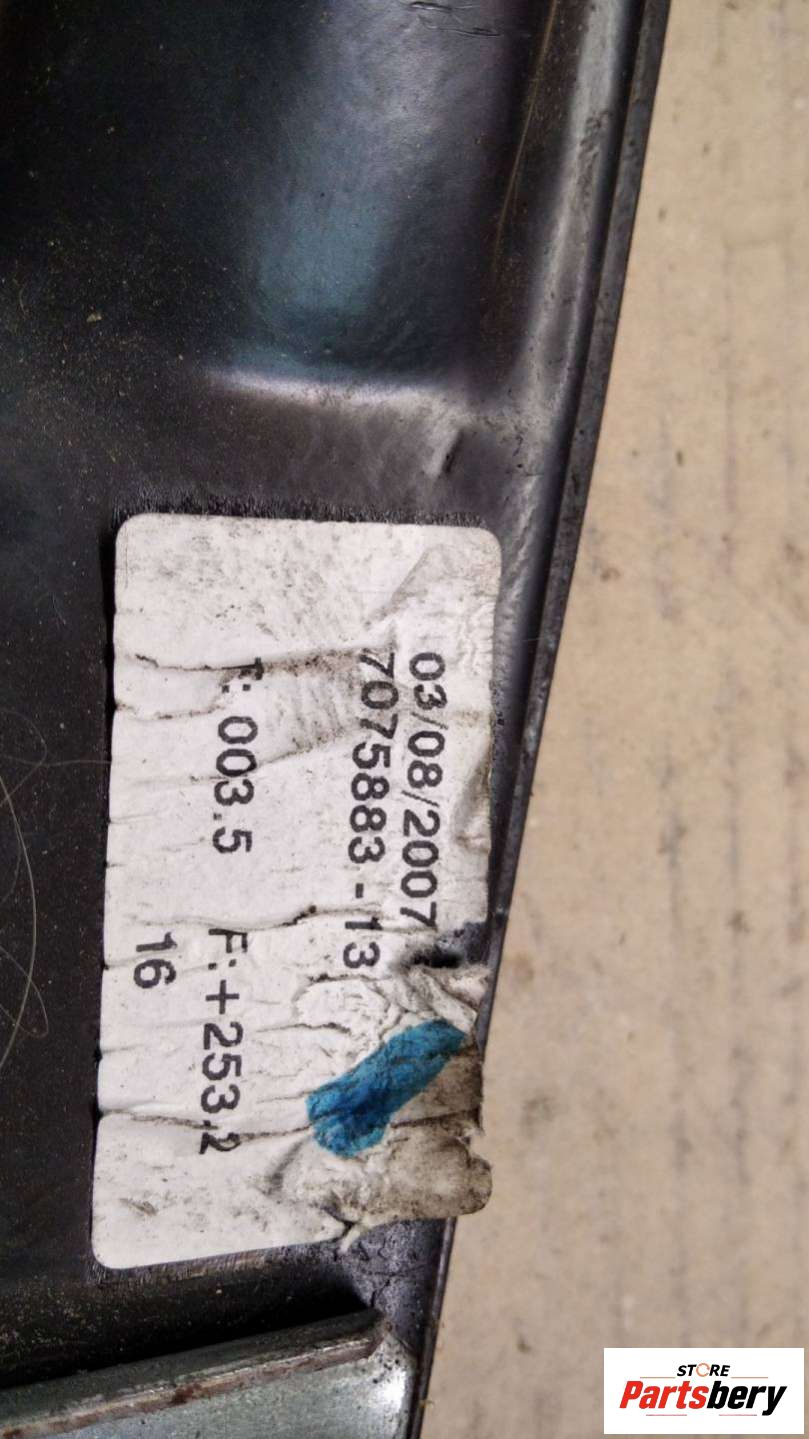 03/08/2007
7075883-13
T: 003.5 F:+253.2
16
STORE
Partsbery